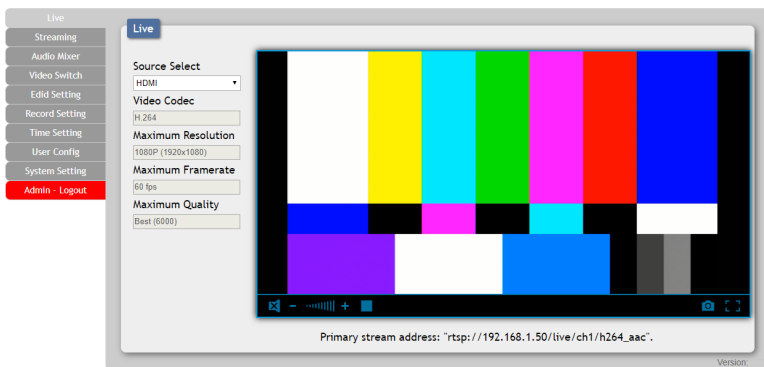 Live
Streaming
Audio Mixer
Video Switch
Edid Setting
Record Setting
Time Setting
User Config
System Setting
Admin - Logout
Live
Source Select
HDMI
Video Codec
H.264
Maximum Resolution
1080P (1920x1080)
Maximum Framerate
60 fps
Maximum Quality
Best (6000)
Primary stream address: "rtsp://192.168.1.50/live/ch1/h264_aac".
Version: